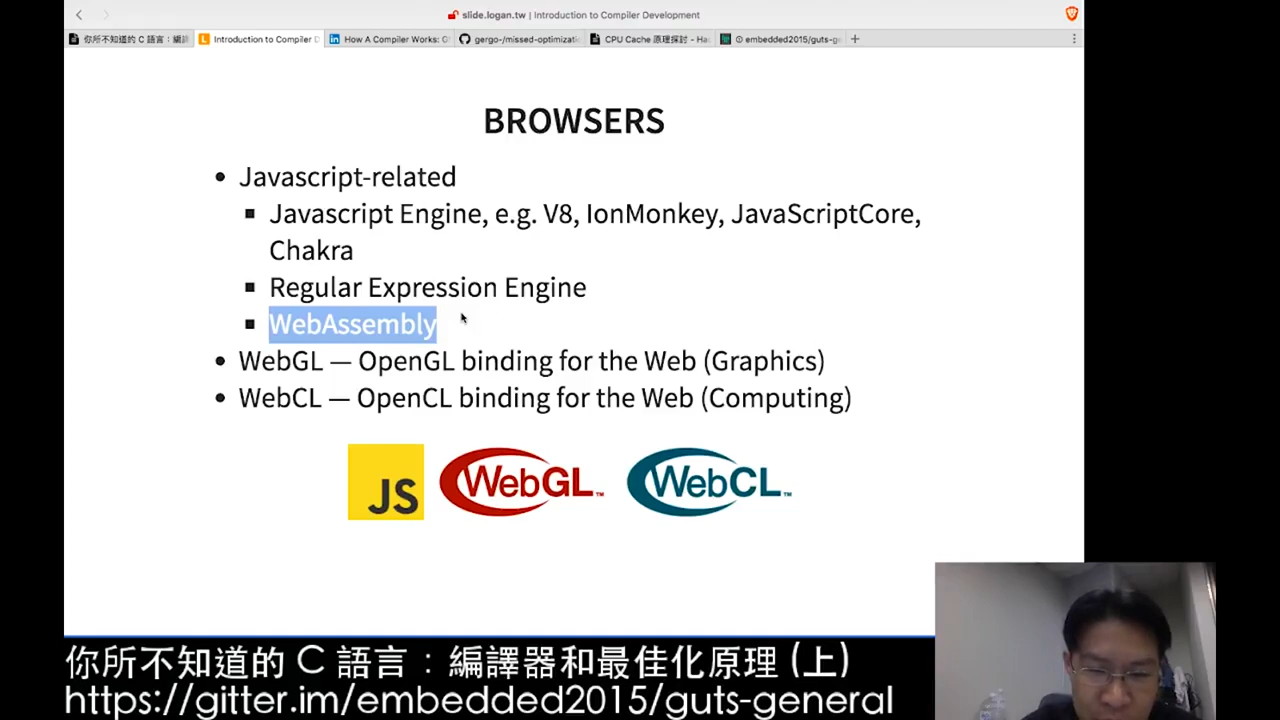 slide.logan.tw | Introduction to Compiler Development
你所不知道的 C 語言：編譯
Introduction to Compiler D
How A Compiler Works: G
gergo-/missed-optimizati
CPU Cache 原理探討 - Ha
embedded2015/guts-g
BROWSERS
• Javascript-related
▪ Javascript Engine, e.g. V8, IonMonkey, JavaScriptCore,
Chakra
▪ Regular Expression Engine
▪ WebAssembly
• WebGL — OpenGL binding for the Web (Graphics)
• WebCL — OpenCL binding for the Web (Computing)
JS
WebGL™
WebCL™
你所不知道的 C 語言：編譯器和最佳化原理 (上)
https://gitter.im/embedded2015/guts-general